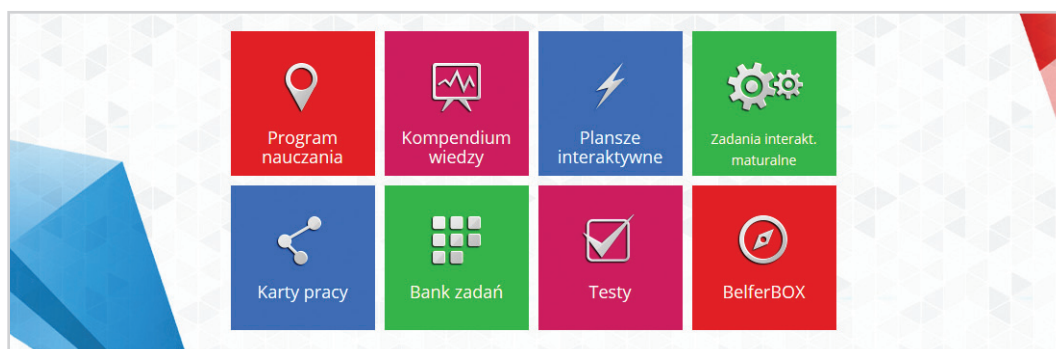 Program
nauczania
Kompendium
wiedzy
Plansze
interaktywne
Zadania interakt.
maturalne
Karty pracy
Bank zadań
Testy
BelferBOX